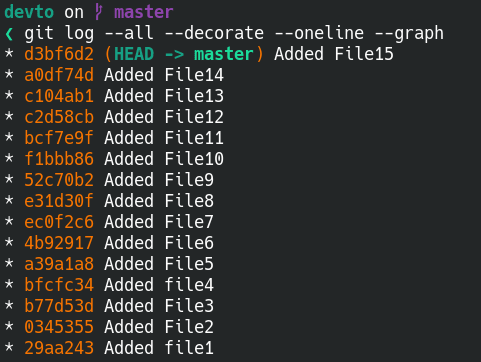 devto on ᚠ master
❮ git log --all --decorate --oneline --graph
* d3bf6d2 (HEAD -> master) Added File15
* a0df74d Added File14
* c104ab1 Added File13
* c2d58cb Added File12
* bcf7e9f Added File11
* f1bbb86 Added File10
* 52c70b2 Added File9
* e31d30f Added File8
* ec0f2c6 Added File7
* 4b92917 Added File6
* a39a1a8 Added File5
* bfcfc34 Added file4
* b77d53d Added File3
* 0345355 Added File2
* 29aa243 Added file1